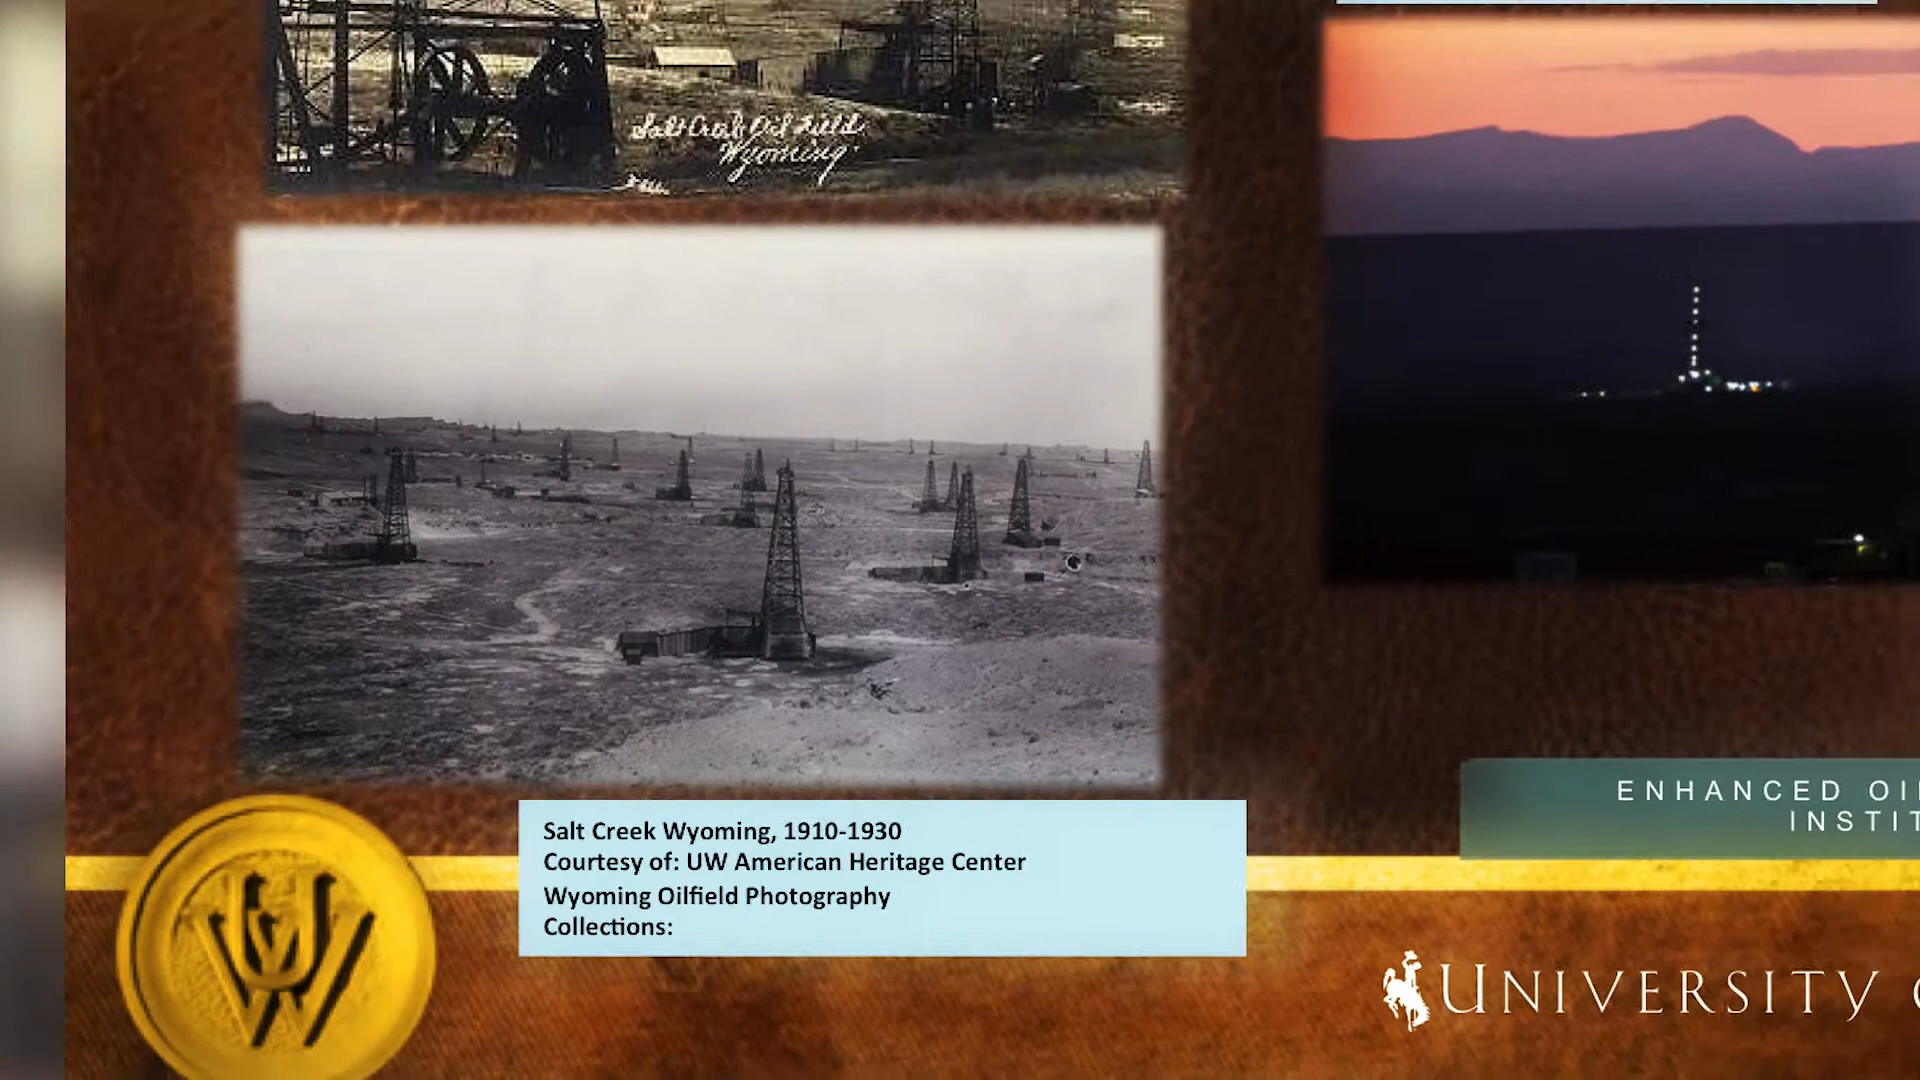 Salt Creek Oil Field
Wyoming
Salt Creek Wyoming, 1910-1930
Courtesy of: UW American Heritage Center
Wyoming Oilfield Photography
Collections:
ENHANCED OI
INSTIT
UW
UNIVERSITY